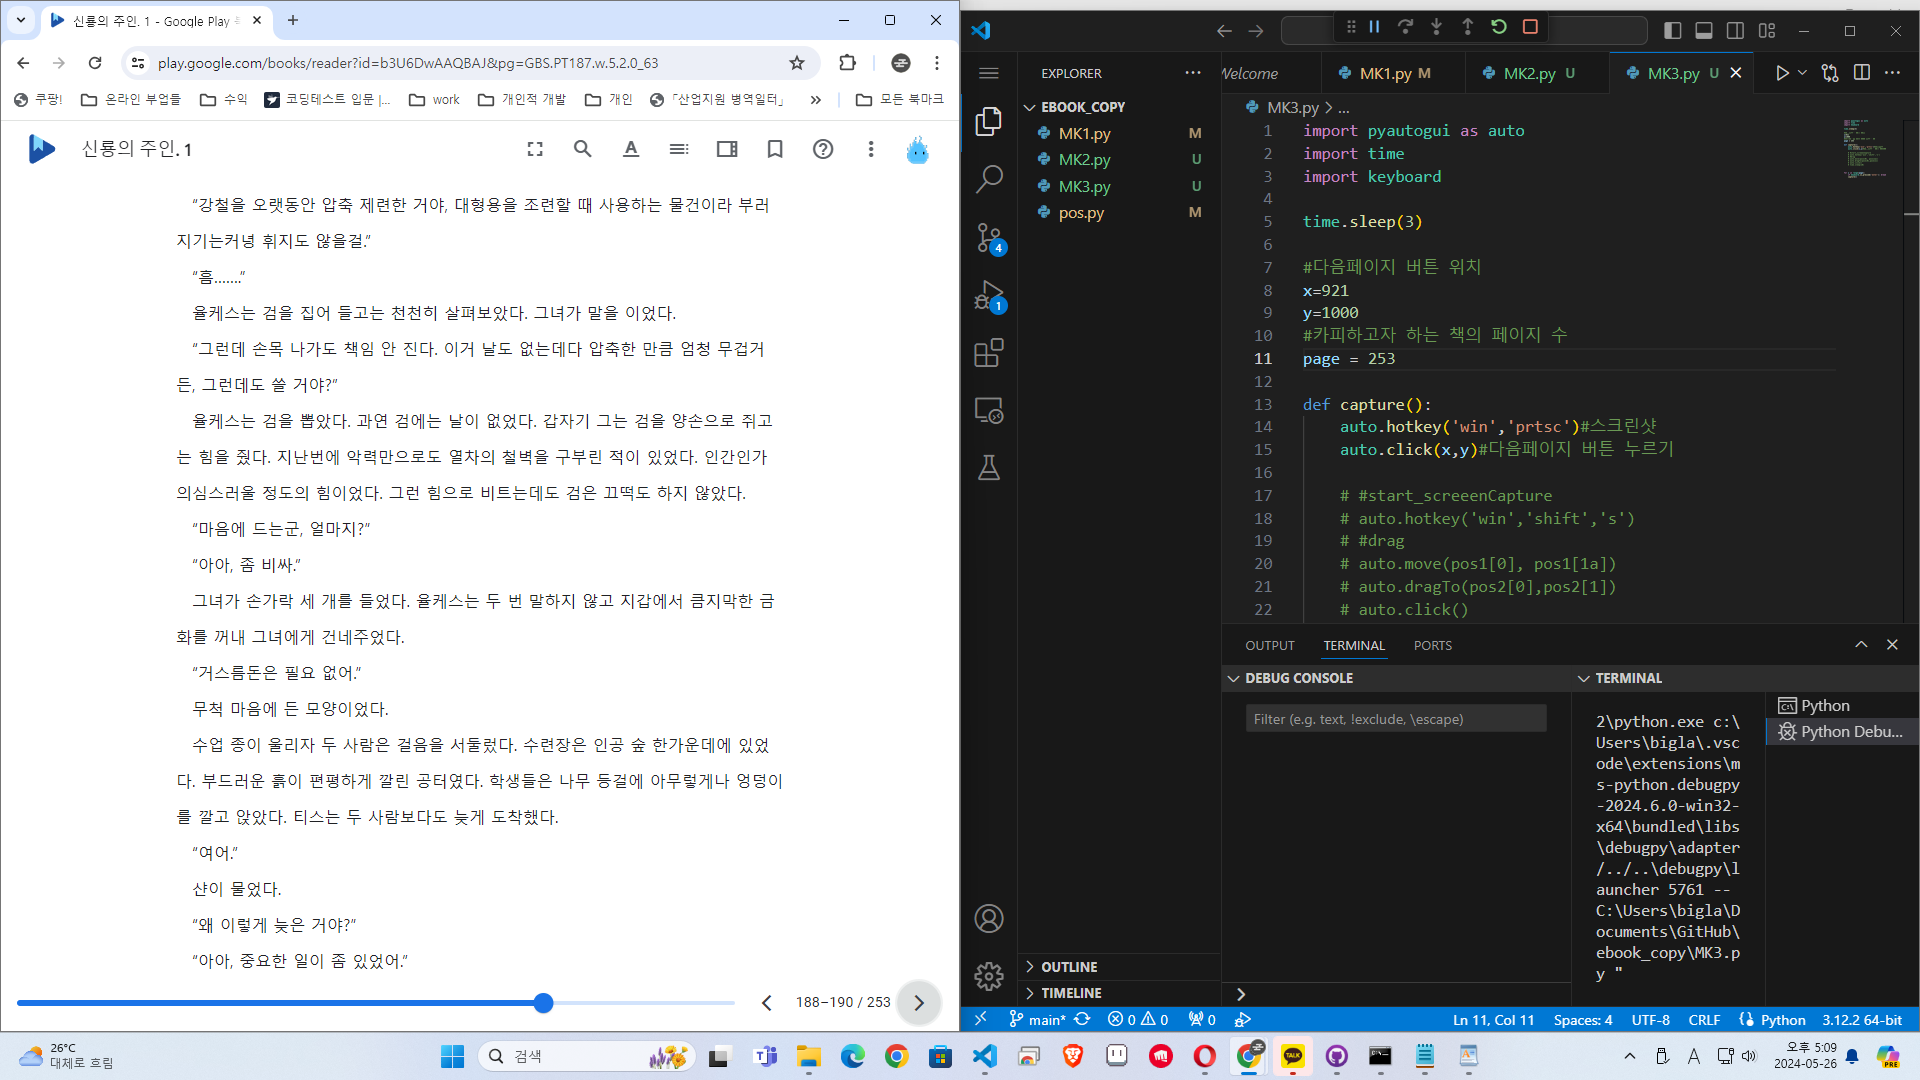 신룡의 주인. 1 - Google Play
play.google.com/books/reader?id=b3U6DwAAQBAJ&pg=GBS.PT187.w.5.2.0_63
쿠팡!
온라인 부업들
수익
코딩테스트 입문 |...
work
개인적 개발
개인
「산업지원 병역일터」
»
모든 북마크
신룡의 주인. 1
“강철을 오랫동안 압축 제련한 거야, 대형용을 조련할 때 사용하는 물건이라 부러
지기는커녕 휘지도 않을걸.”
“흠.......”
율케스는 검을 집어 들고는 천천히 살펴보았다. 그녀가 말을 이었다.
“그런데 손목 나가도 책임 안 진다. 이거 날도 없는데다 압축한 만큼 엄청 무겁거
든, 그런데도 쓸 거야?”
율케스는 검을 뽑았다. 과연 검에는 날이 없었다. 갑자기 그는 검을 양손으로 쥐고
는 힘을 줬다. 지난번에 악력만으로도 열차의 철벽을 구부린 적이 있었다. 인간인가
의심스러울 정도의 힘이었다. 그런 힘으로 비트는데도 검은 끄떡도 하지 않았다.
“마음에 드는군, 얼마지?”
“아아, 좀 비싸.”
그녀가 손가락 세 개를 들었다. 율케스는 두 번 말하지 않고 지갑에서 큼지막한 금
화를 꺼내 그녀에게 건네주었다.
“거스름돈은 필요 없어.”
무척 마음에 든 모양이었다.
수업 종이 울리자 두 사람은 걸음을 서둘렀다. 수련장은 인공 숲 한가운데에 있었
다. 부드러운 흙이 편평하게 깔린 공터였다. 학생들은 나무 등걸에 아무렇게나 엉덩이
를 깔고 앉았다. 티스는 두 사람보다도 늦게 도착했다.
“여어.”
샨이 물었다.
“왜 이렇게 늦은 거야?”
“아아, 중요한 일이 좀 있었어.”
188–190 / 253
EXPLORER
EBOOK_COPY
MK1.py M
MK2.py U
MK3.py U
pos.py M
4
1
OUTLINE
TIMELINE
Welcome
MK1.py M
MK2.py U
MK3.py U
MK3.py > ...
1 import pyautogui as auto
2 import time
3 import keyboard
4
5 time.sleep(3)
6
7 #다음페이지 버튼 위치
8 x=921
9 y=1000
10 #카피하고자 하는 책의 페이지 수
11 page = 253
12
13 def capture():
14 auto.hotkey('win','prtsc')#스크린샷
15 auto.click(x,y)#다음페이지 버튼 누르기
16
17 # #start_screeenCapture
18 # auto.hotkey('win','shift','s')
19 # #drag
20 # auto.move(pos1[0], pos1[1a])
21 # auto.dragTo(pos2[0],pos2[1])
22 # auto.click()
OUTPUT
TERMINAL
PORTS
DEBUG CONSOLE
Filter (e.g. text, !exclude, \escape)
TERMINAL
2\python.exe c:\
Users\bigla\.vsc
ode\extensions\m
s-python.debugpy
-2024.6.0-win32-
x64\bundled\libs
\debugpy\adapter
/../..\debugpy\l
auncher 5761 --
C:\Users\bigla\D
ocuments\GitHub\
ebook_copy\MK3.p
y "
Python
Python Debu...
main*
0
0
0
Ln 11, Col 11
Spaces: 4
UTF-8
CRLF
Python
3.12.2 64-bit
26°C
대체로 흐림
검색
TALK
A
오후 5:09
2024-05-26
PRE